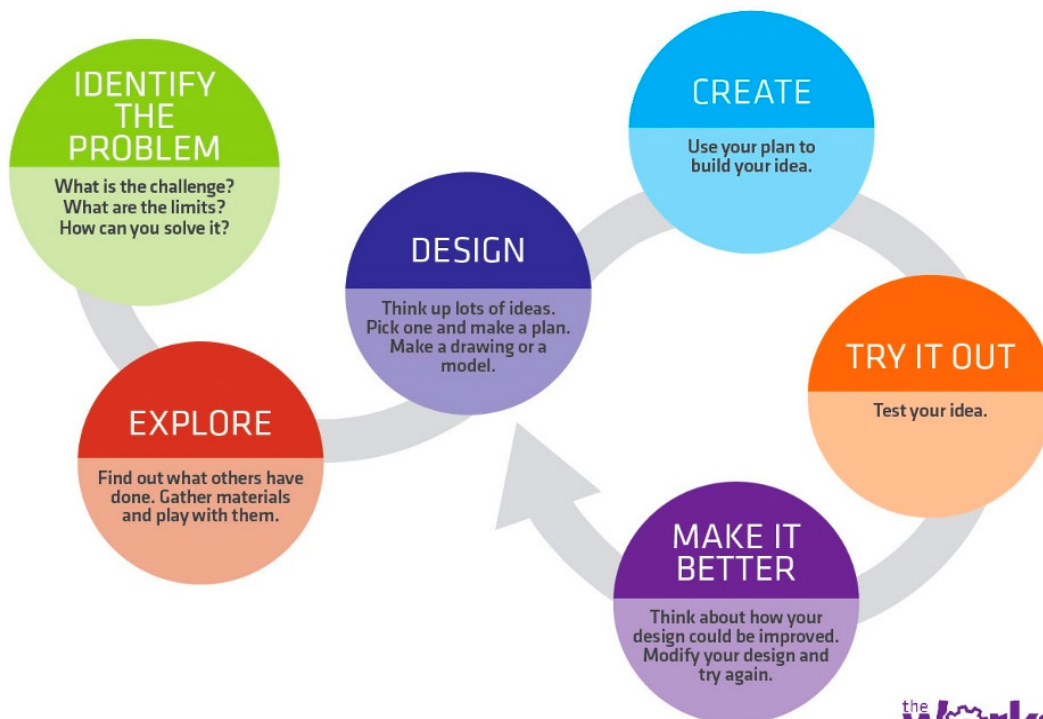 IDENTIFY
THE
PROBLEM
What is the challenge?
What are the limits?
How can you solve it?
EXPLORE
Find out what others have
done. Gather materials
and play with them.
DESIGN
Think up lots of ideas.
Pick one and make a plan.
Make a drawing or a
model.
CREATE
Use your plan to
build your idea.
TRY IT OUT
Test your idea.
MAKE IT
BETTER
Think about how your
design could be improved.
Modify your design and
try again.
the